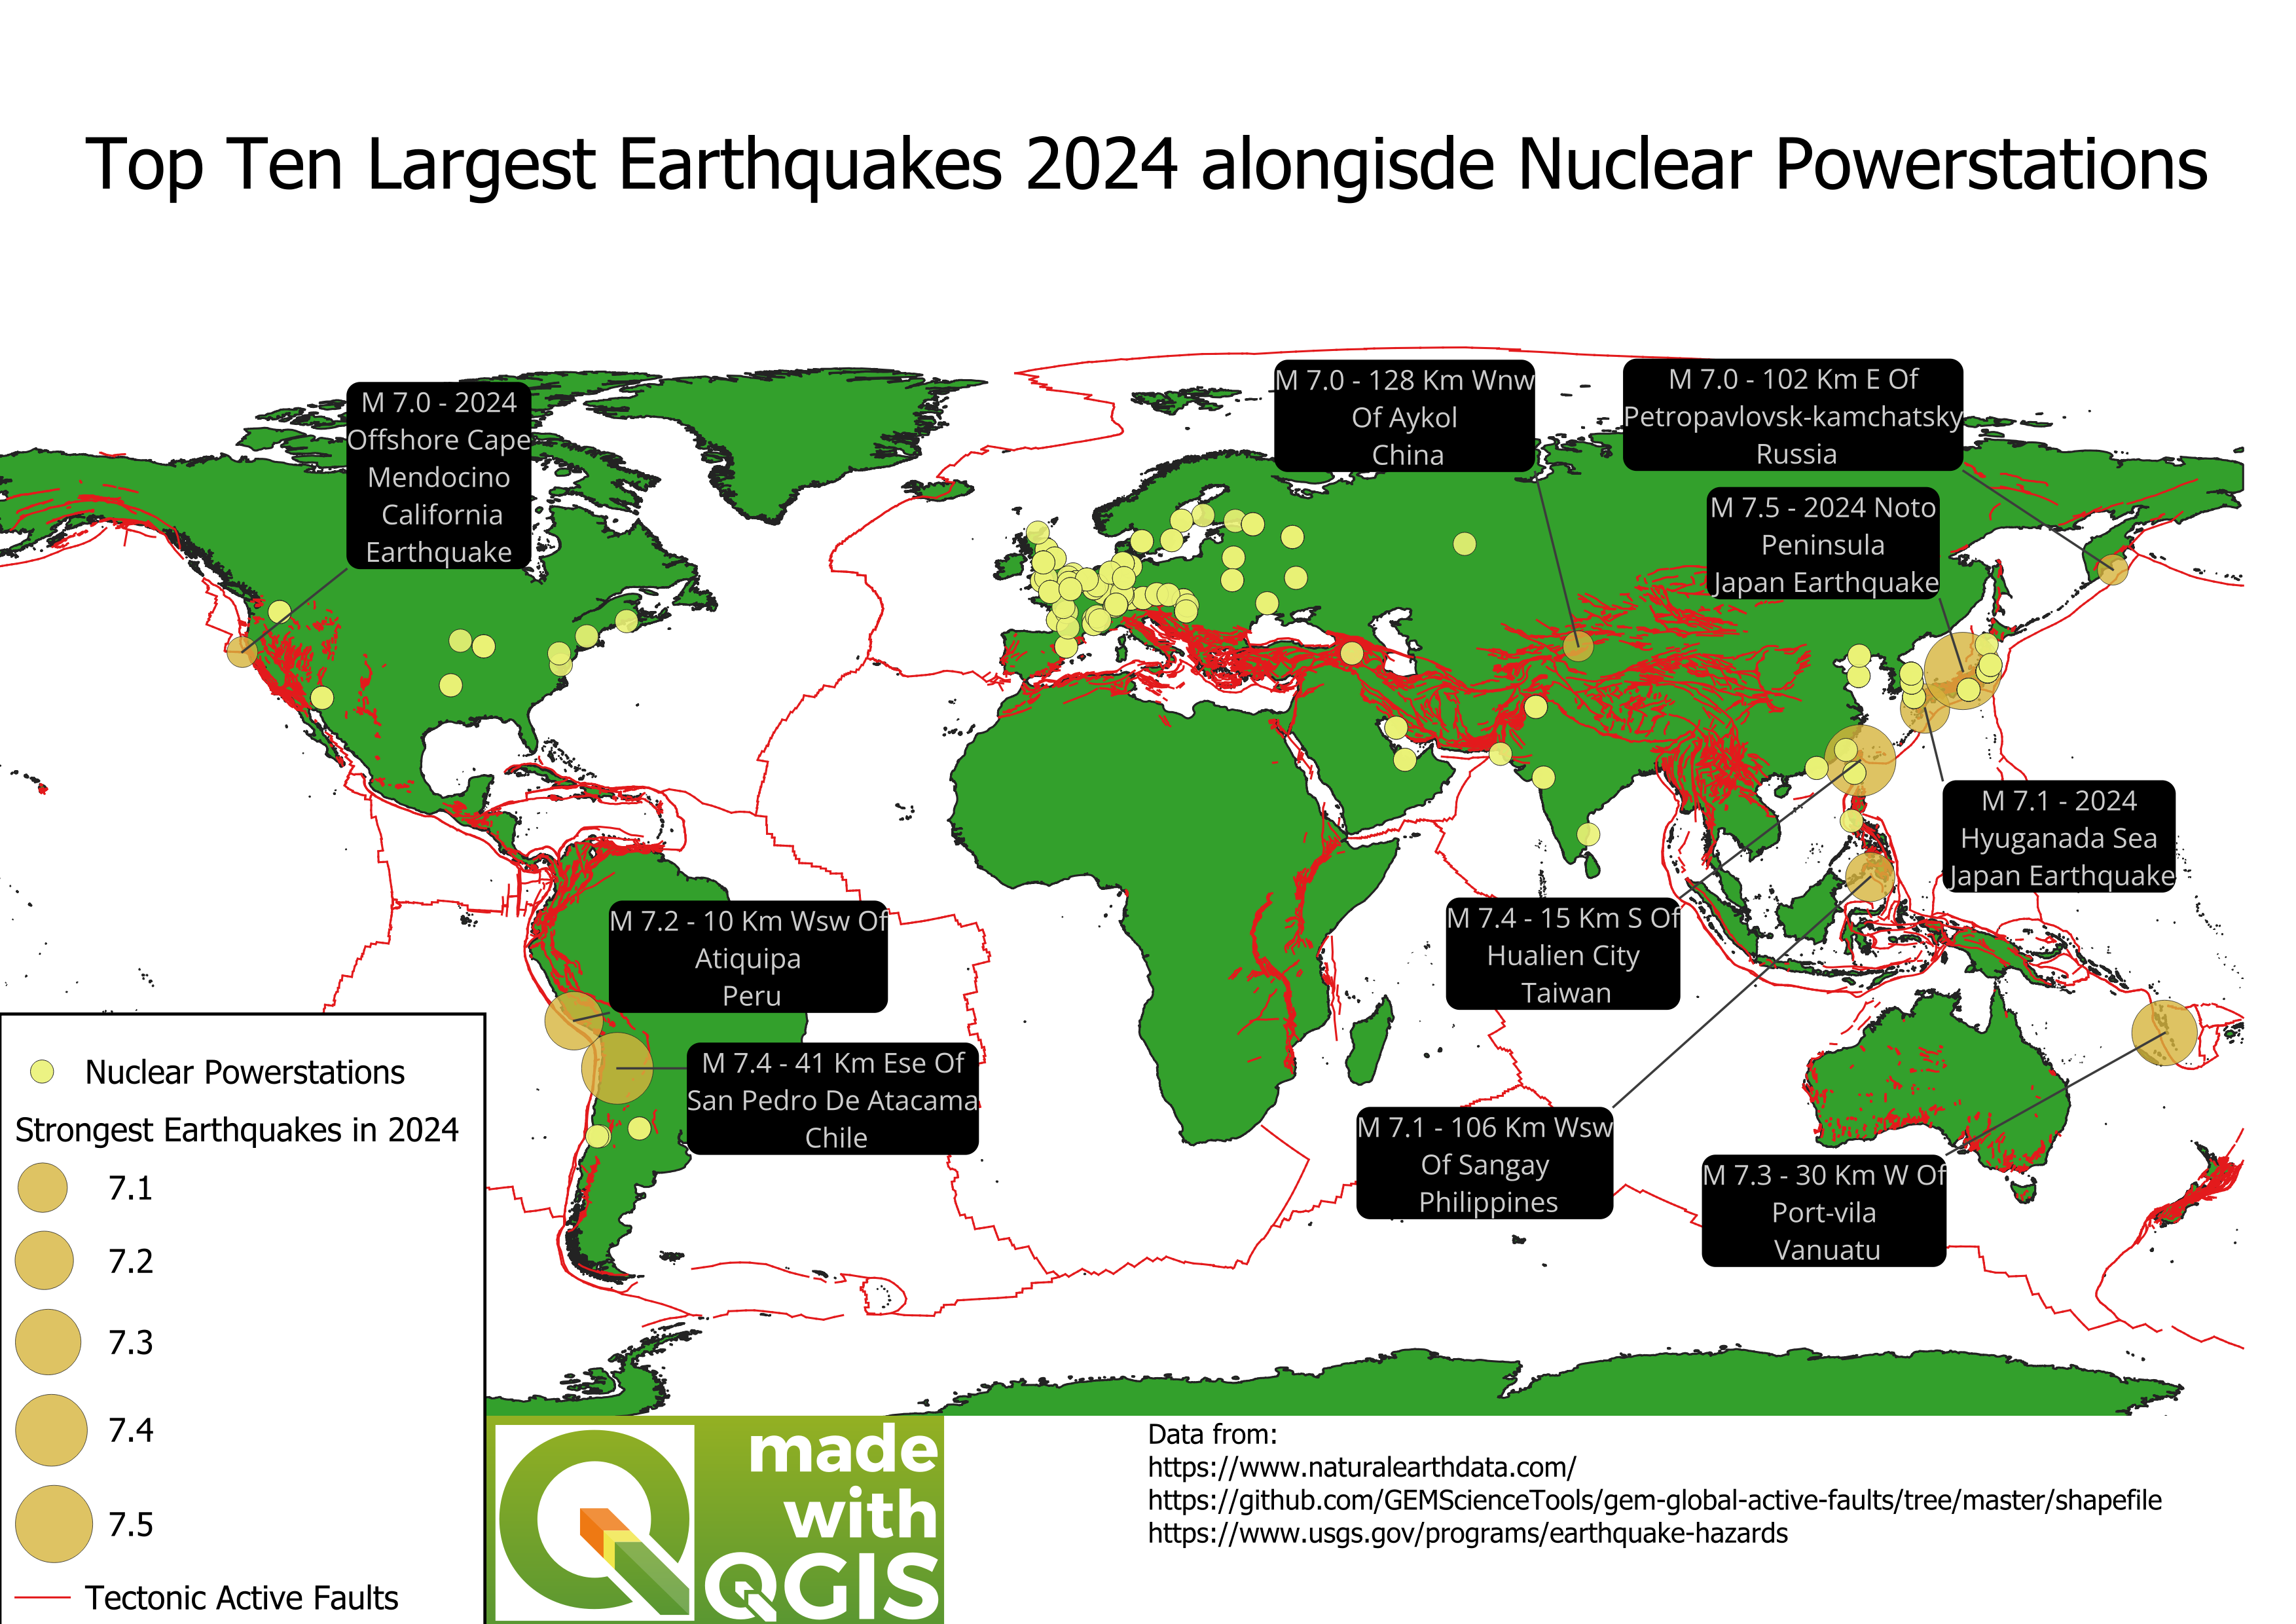 Top Ten Largest Earthquakes 2024 alongisde Nuclear Powerstations
M 7.0 - 2024
Offshore Cape
Mendocino
California
Earthquake
M 7.0 - 128 Km Wnw
Of Aykol
China
M 7.0 - 102 Km E Of
Petropavlovsk-kamchatsky
Russia
M 7.5 - 2024 Noto
Peninsula
Japan Earthquake
M 7.1 - 2024
Hyuganada Sea
Japan Earthquake
M 7.2 - 10 Km Wsw Of
Atiquipa
Peru
M 7.4 - 15 Km S Of
Hualien City
Taiwan
M 7.4 - 41 Km Ese Of
San Pedro De Atacama
Chile
M 7.1 - 106 Km Wsw
Of Sangay
Philippines
M 7.3 - 30 Km W Of
Port-vila
Vanuatu
Nuclear Powerstations
Strongest Earthquakes in 2024
7.1
7.2
7.3
7.4
7.5
Tectonic Active Faults
made
with
QGIS
Data from:
https://www.naturalearthdata.com/
https://github.com/GEMScienceTools/gem-global-active-faults/tree/master/shapefile
https://www.usgs.gov/programs/earthquake-hazards